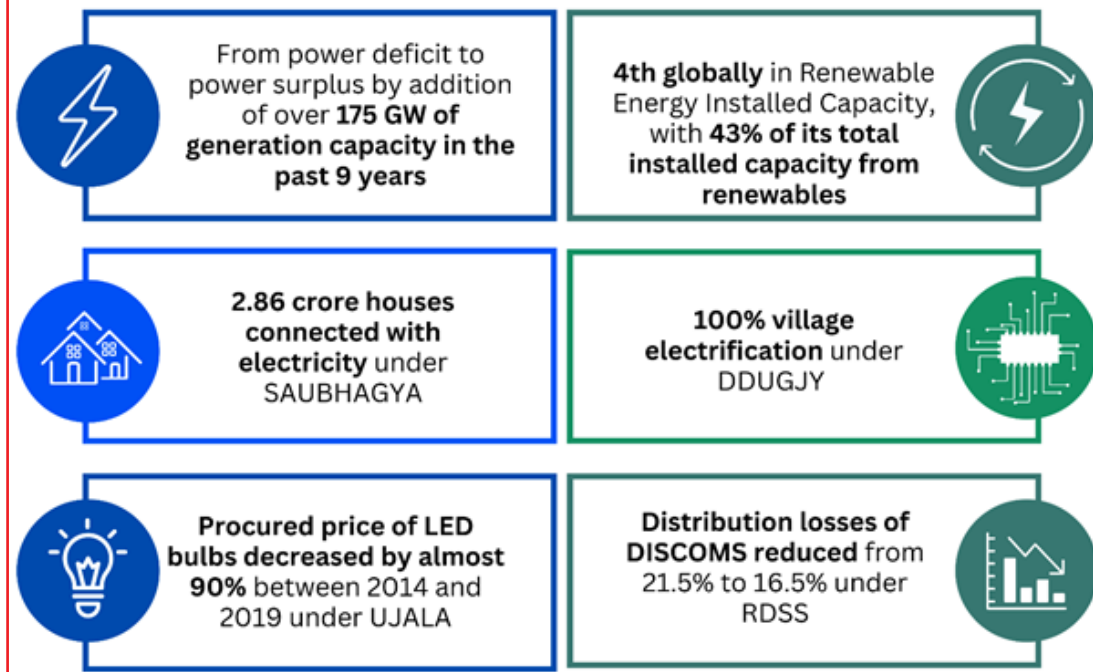 From power deficit to
power surplus by addition
of over 175 GW of
generation capacity in the
past 9 years
4th globally in Renewable
Energy Installed Capacity,
with 43% of its total
installed capacity from
renewables
2.86 crore houses
connected with
electricity under
SAUBHAGYA
100% village
electrification under
DDUGJY
Procured price of LED
bulbs decreased by almost
90% between 2014 and
2019 under UJALA
Distribution losses of
DISCOMS reduced from
21.5% to 16.5% under
RDSS